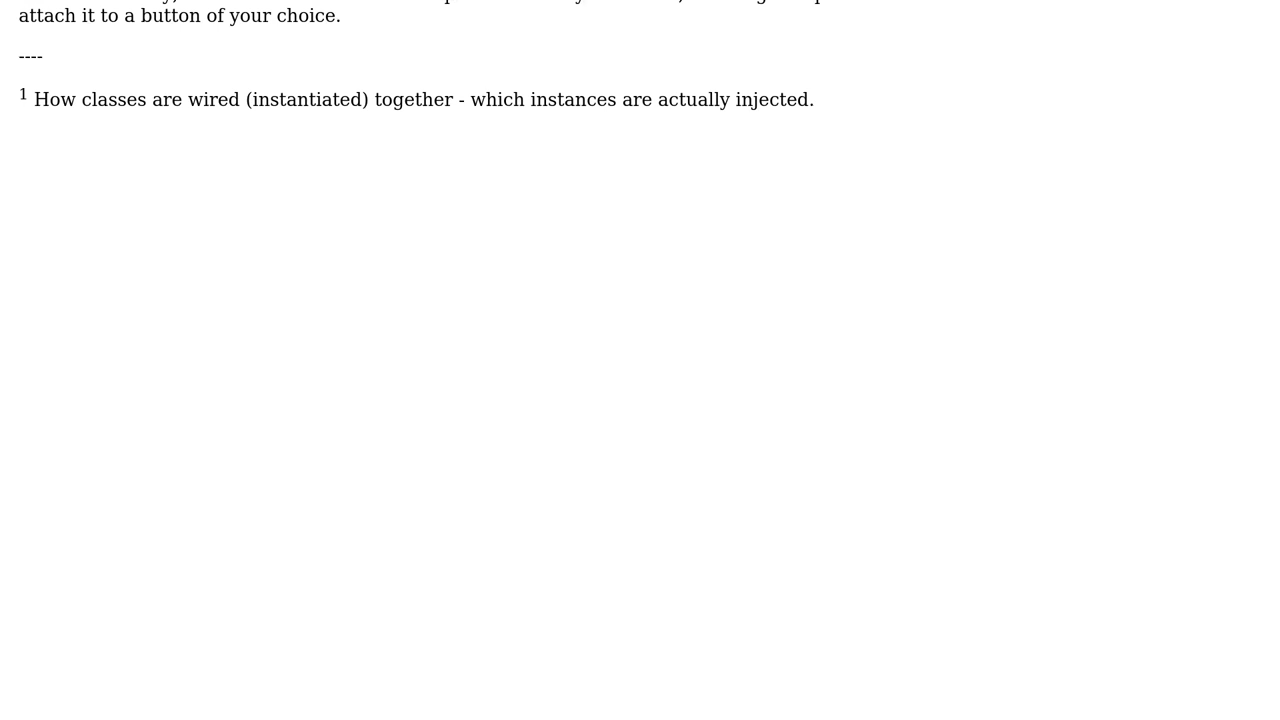 attach it to a button of your choice.
----
1 How classes are wired (instantiated) together - which instances are actually injected.